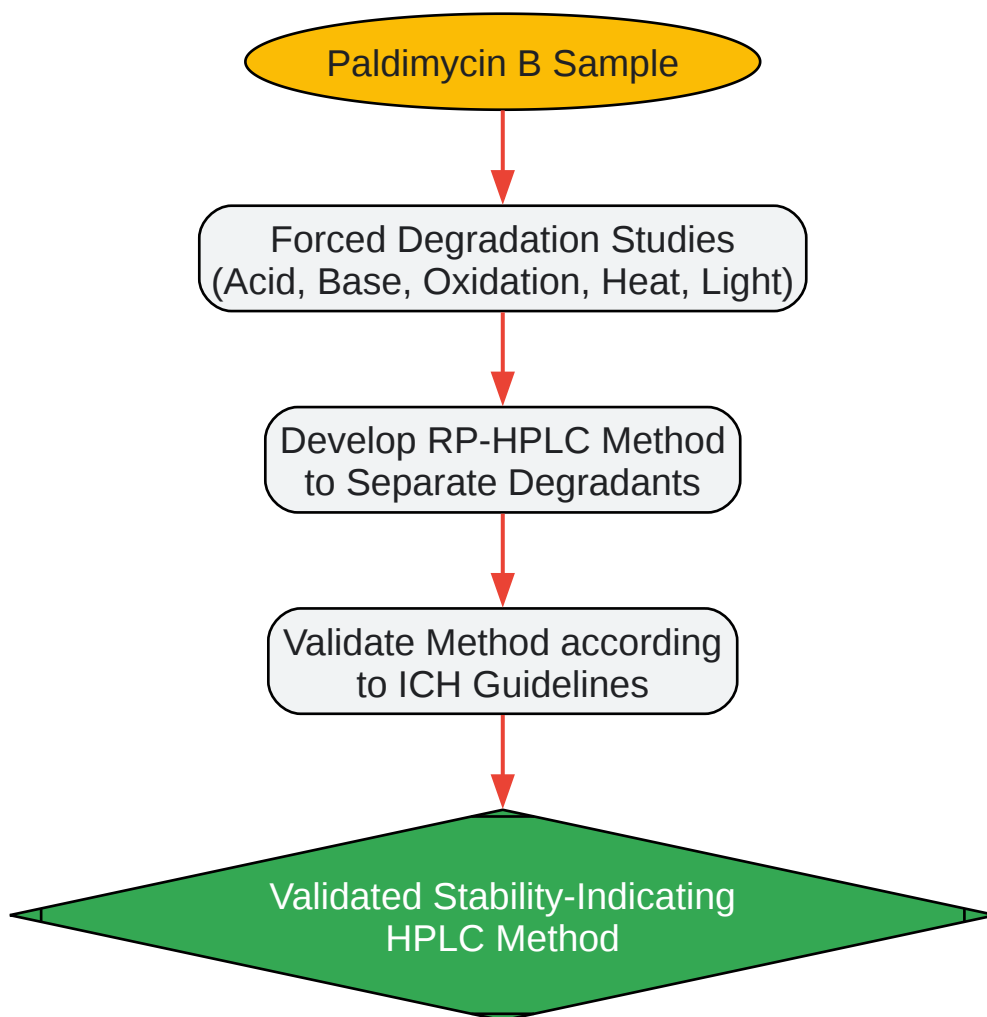 Paldimycin B Sample
Forced Degradation Studies
(Acid, Base, Oxidation, Heat, Light)
Develop RP-HPLC Method
to Separate Degradants
Validate Method according
to ICH Guidelines
Validated Stability-Indicating
HPLC Method